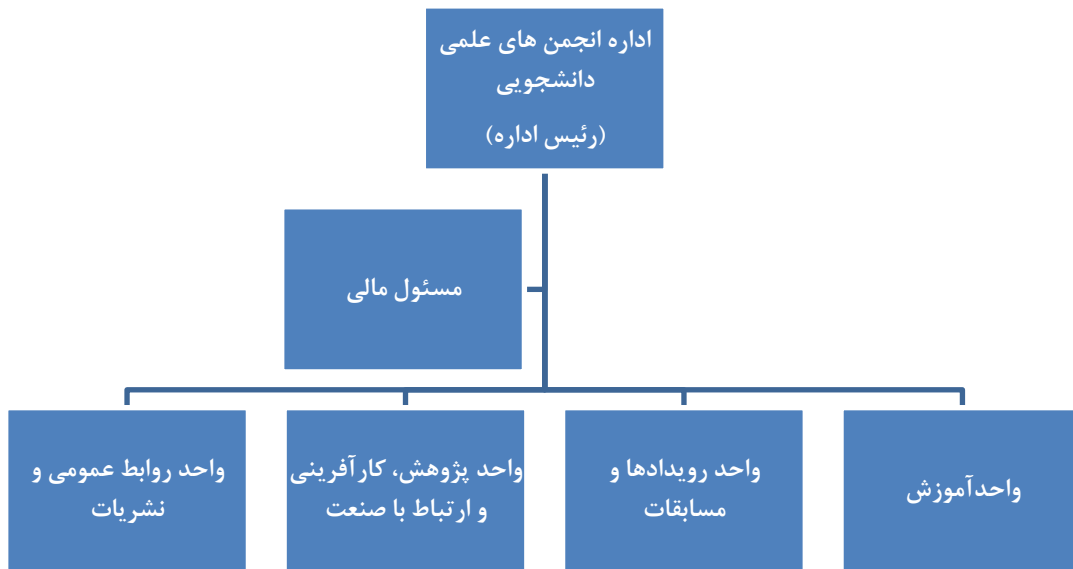 اداره انجمن های علمی
دانشجویی
(رئیس اداره)
مسئول مالی
واحدآموزش
واحد رویدادها و
مسابقات
واحد پژوهش، کارآفرینی
و ارتباط با صنعت
واحد روابط عمومی و
نشریات